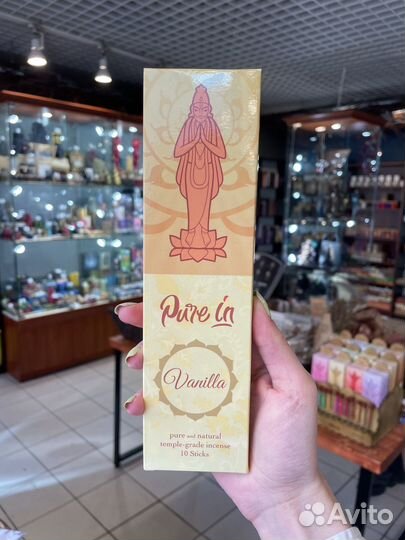 Pure in
Vanilla
pure and natural
temple-grade incense
10 Sticks
Avito